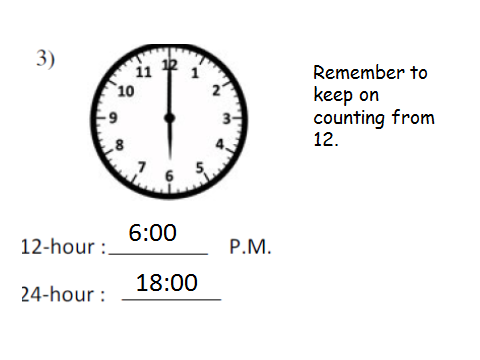 3)
12
11
1
10
2
9
3
8
4
7
5
6
Remember to
keep on
counting from
12.
12-hour : 6:00 P.M.
24-hour : 18:00